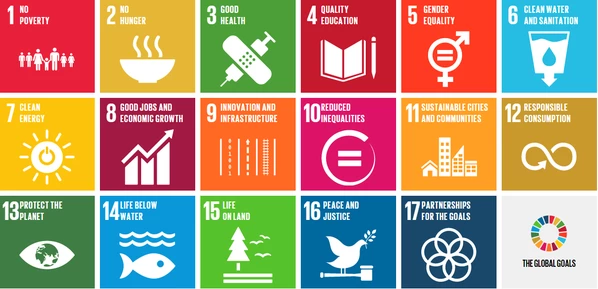 1 NO
POVERTY
2 NO
HUNGER
3 GOOD
HEALTH
4 QUALITY
EDUCATION
5 GENDER
EQUALITY
6 CLEAN WATER
AND SANITATION
7 CLEAN
ENERGY
8 GOOD JOBS AND
ECONOMIC GROWTH
9 INNOVATION AND
INFRASTRUCTURE
10 REDUCED
INEQUALITIES
11 SUSTAINABLE CITIES
AND COMMUNITIES
12 RESPONSIBLE
CONSUMPTION
13 PROTECT THE
PLANET
14 LIFE BELOW
WATER
15 LIFE
ON LAND
16 PEACE AND
JUSTICE
17 PARTNERSHIPS
FOR THE GOALS
THE GLOBAL GOALS